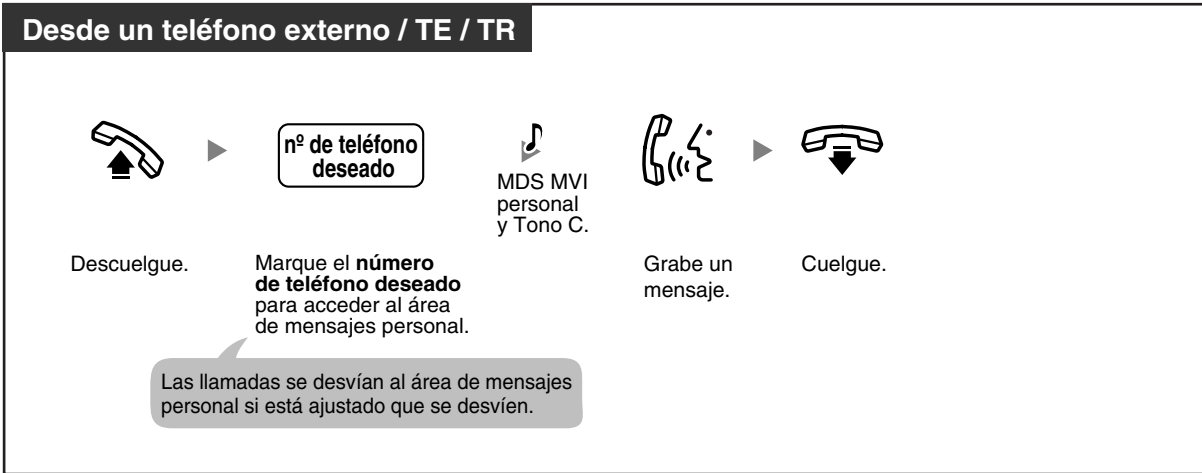 Desde un teléfono externo / TE / TR
nº de teléfono
deseado
MDS MVI
personal
y Tono C.
Descuelgue.
Marque el número
de teléfono deseado
para acceder al área
de mensajes personal.
Grabe un
mensaje.
Cuelgue.
Las llamadas se desvían al área de mensajes
personal si está ajustado que se desvíen.